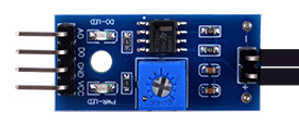 DO-LED
AO
DO
GND
VCC
PWR-LED
-
+